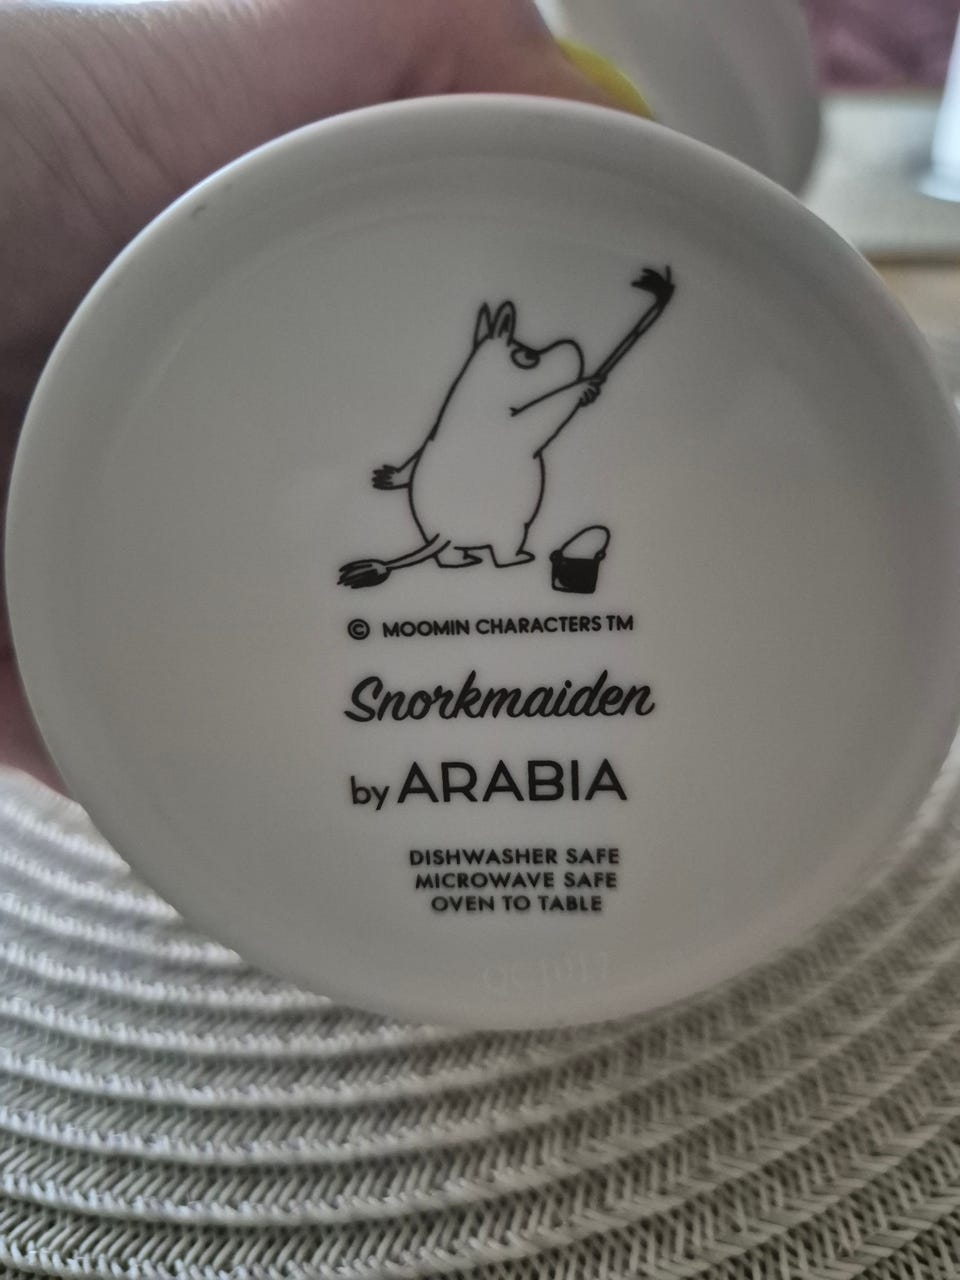 © MOOMIN CHARACTERS TM
Snorkmaiden
by ARABIA
DISHWASHER SAFE
MICROWAVE SAFE
OVEN TO TABLE